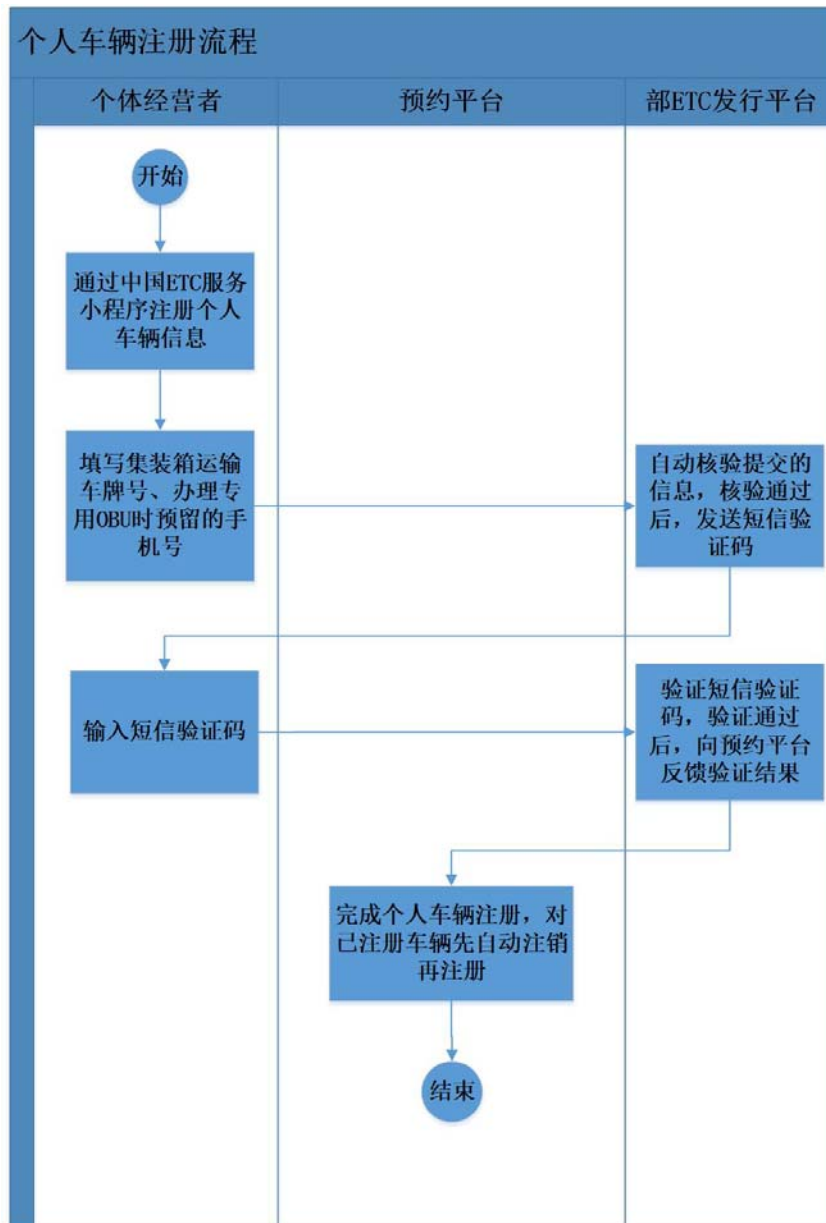 个人车辆注册流程
个体经营者
预约平台
部ETC发行平台
开始
通过中国ETC服务
小程序注册个人
车辆信息
填写集装箱运输
车牌号、办理专
用OBU时预留的手
机号
自动核验提交的
信息，核验通过
后，发送短信验
证码
输入短信验证码
验证短信验证
码，验证通过
后，向预约平台
反馈验证结果
完成个人车辆注册，对
已注册车辆先自动注销
再注册
结束